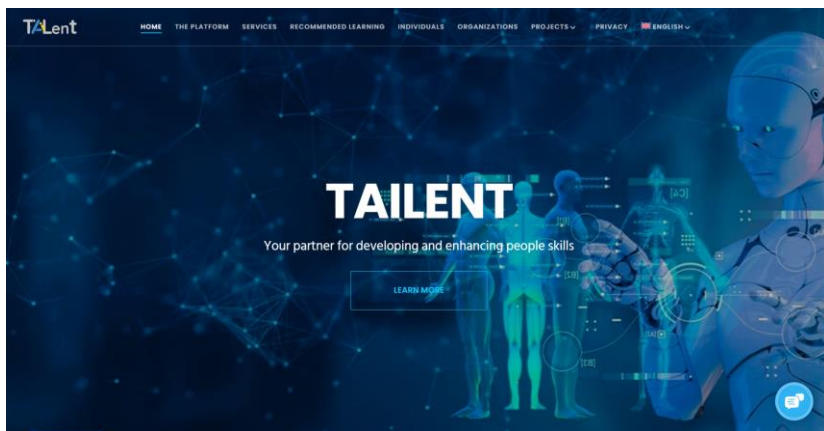 TAILent
HOME THE PLATFORM SERVICES RECOMMENDED LEARNING INDIVIDUALS ORGANIZATIONS PROJECTS PRIVACY ENGLISH
TAILENT
Your partner for developing and enhancing people skills
LEARN MORE